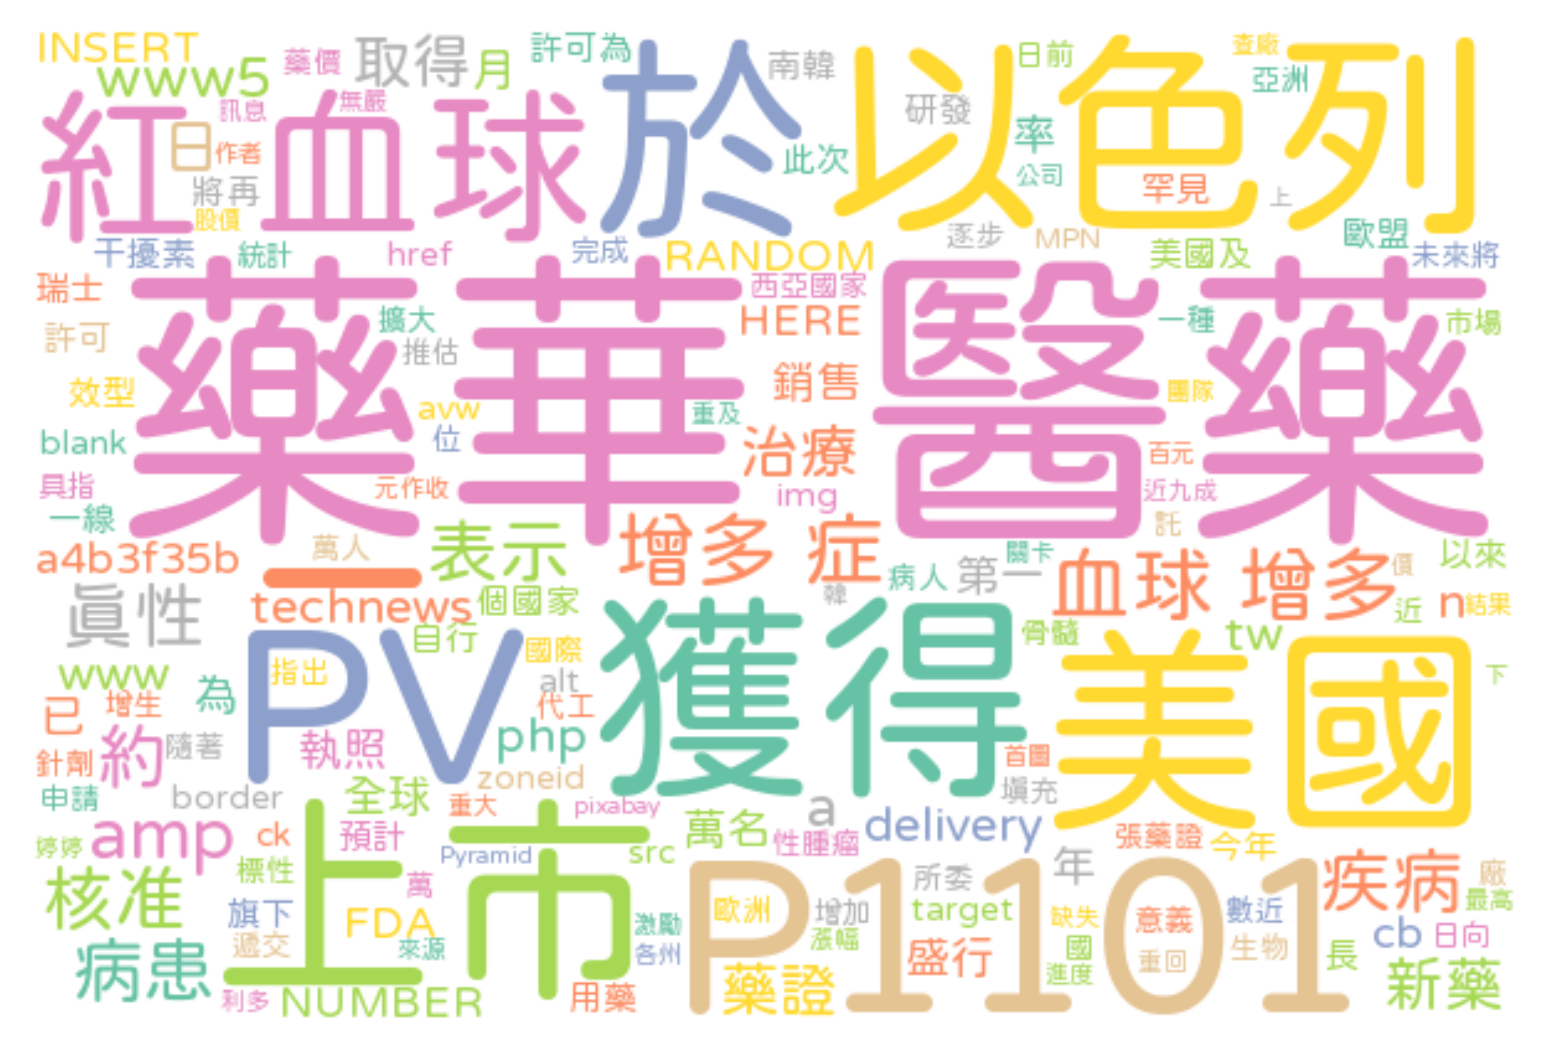 INSERT
www5
藥價
取得
月
許可為
於
南韓
以色列
日前
查廠
亞洲
紅血球
訊息
無嚴
日
作者
將再
股價
此次
研發
率
公司
罕見
上
歐盟
未來將
干擾素
統計
href
完成
RANDOM
逐步
MPN
美國及
瑞士
藥華醫藥
西亞國家
HERE
一種
市場
許可
擴大
推估
效型
avw
位
重及
銷售
團隊
blank
治療
百元
具指
元作收
img
近九成
一線
託
a4b3f35b
萬人
一
表示
增多 症
病人
第一
關卡
血球 增多
價
以來
眞性
technews
個國家
韓
骨髓
tw
近
n
結果
www
PV
自行
國際
獲得
美國
下
指出
alt
已
增生
為
代工
約
隨著
執照
php
首圖
針劑
zoneid
填充
申請
border
全球
重大
pixabay
a
delivery
婷婷
amp
ck
預計
上市
萬名
性腫瘤
張藥證
今年
Pyramid
src
年
核准
標性
萬
P1101
所委
疾病
廠
旗下
FDA
激勵
歐洲
增加
target
缺失
意義
數近
最高
病患
遞交
來源
各州
漲幅
盛行
國
重回
生物
長
cb
日向
進度
利多
NUMBER
用藥
藥證
新藥